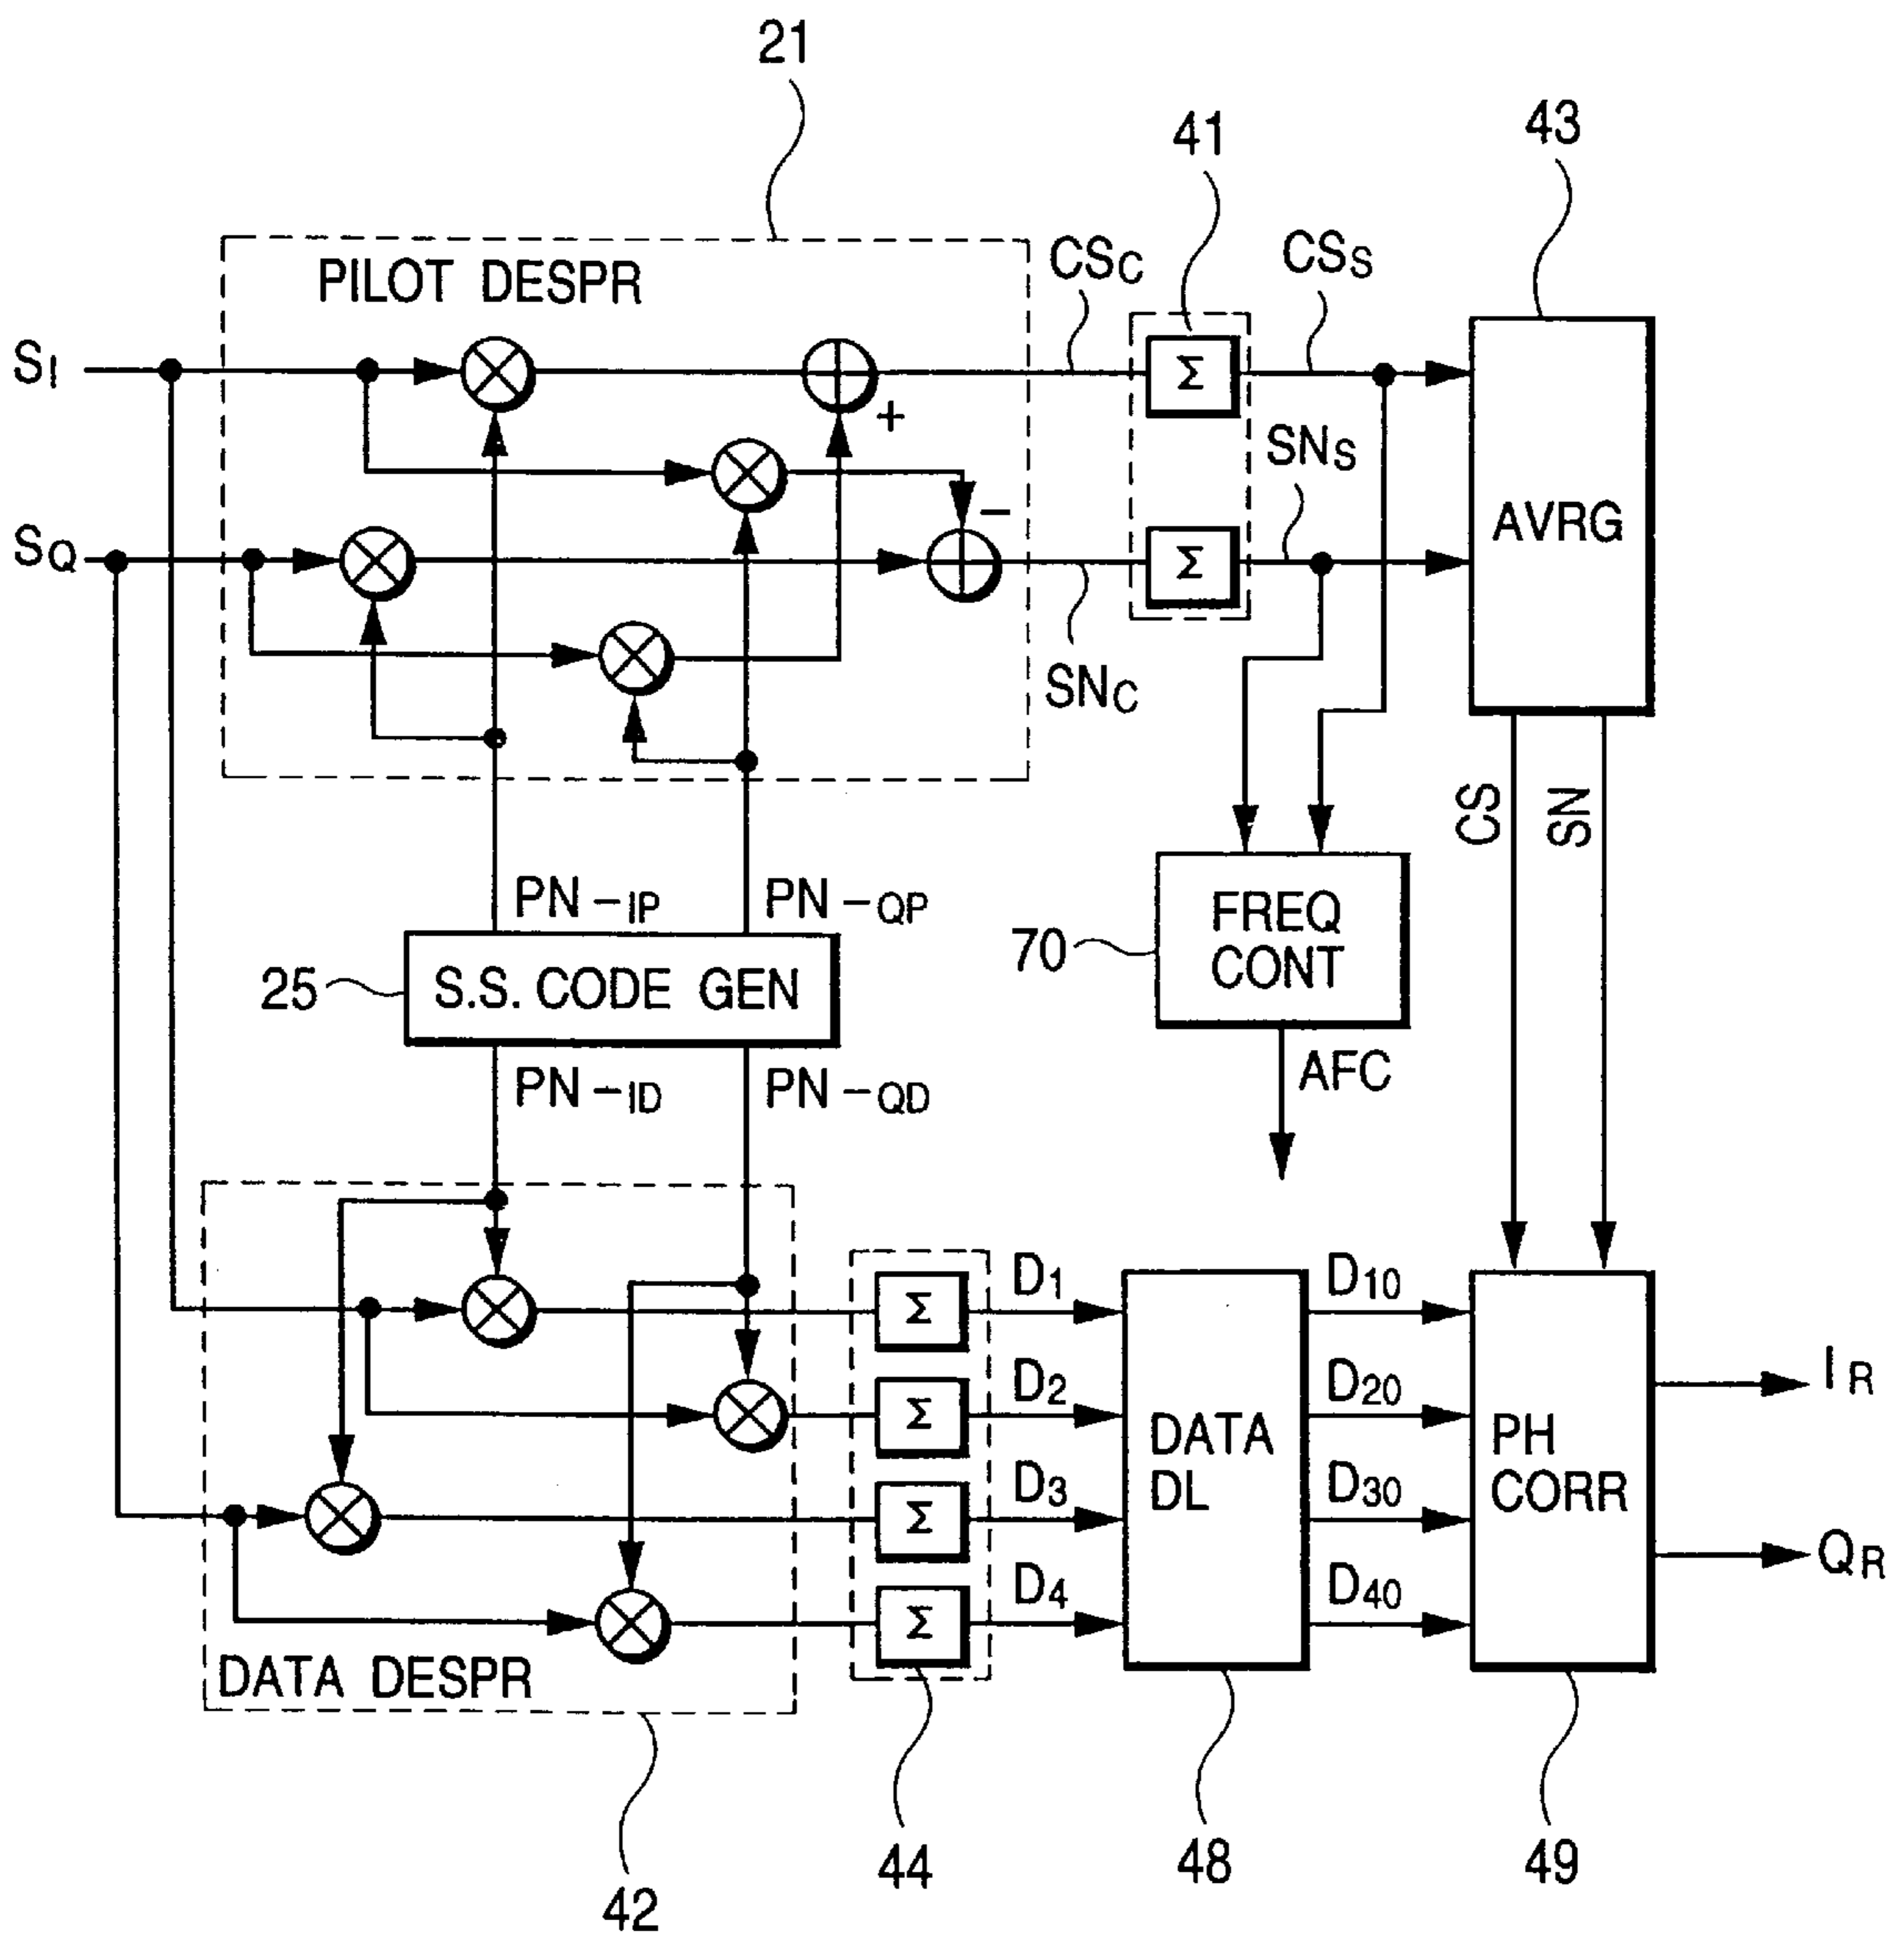 21
41
43
PILOT DESPR
CSC
CSS
SI
Σ
+
SNS
−
AVRG
SQ
Σ
SNC
CS
SN
PN-IP
PN-QP
FREQ
CONT
70
25
S.S. CODE GEN
AFC
PN-ID
PN-QD
Σ
D1
D10
IR
Σ
D2
D20
DATA
DL
PH
CORR
Σ
D3
D30
QR
Σ
D4
D40
DATA DESPR
44
48
49
42